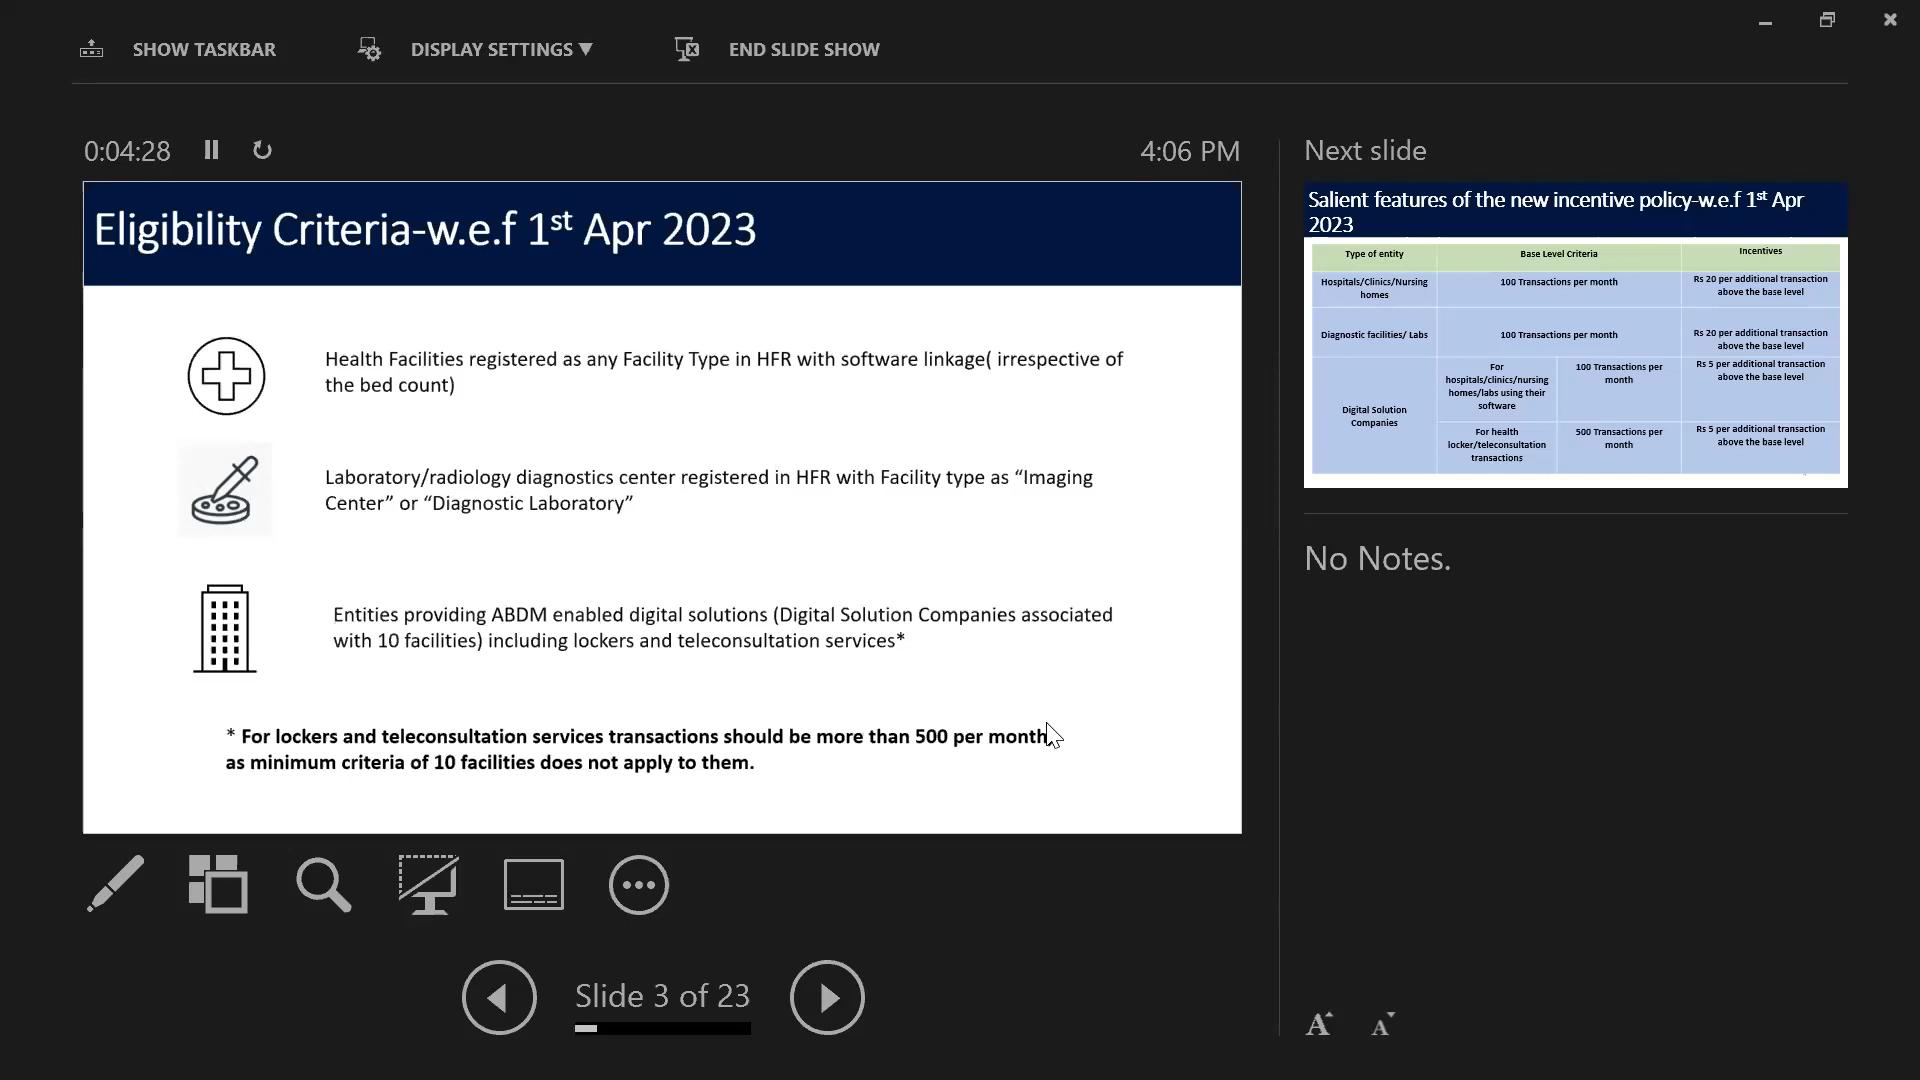 SHOW TASKBAR
DISPLAY SETTINGS ▼
END SLIDE SHOW
0:04:28
4:06 PM
Eligibility Criteria-w.e.f 1st Apr 2023
Health Facilities registered as any Facility Type in HFR with software linkage( irrespective of
the bed count)
Laboratory/radiology diagnostics center registered in HFR with Facility type as “Imaging
Center” or “Diagnostic Laboratory”
Entities providing ABDM enabled digital solutions (Digital Solution Companies associated
with 10 facilities) including lockers and teleconsultation services*
* For lockers and teleconsultation services transactions should be more than 500 per month
as minimum criteria of 10 facilities does not apply to them.
Slide 3 of 23
Next slide
Salient features of the new incentive policy-w.e.f 1st Apr
2023
Type of entity
Base Level Criteria
Incentives
Hospitals/Clinics/Nursing
homes
100 Transactions per month
Rs 20 per additional transaction
above the base level
Diagnostic facilities/ Labs
100 Transactions per month
Rs 20 per additional transaction
above the base level
Digital Solution
Companies
For
hospitals/clinics/nursing
homes/labs using their
software
100 Transactions per
month
Rs 5 per additional transaction
above the base level
For health
locker/teleconsultation
transactions
500 Transactions per
month
Rs 5 per additional transaction
above the base level
No Notes.
A
A